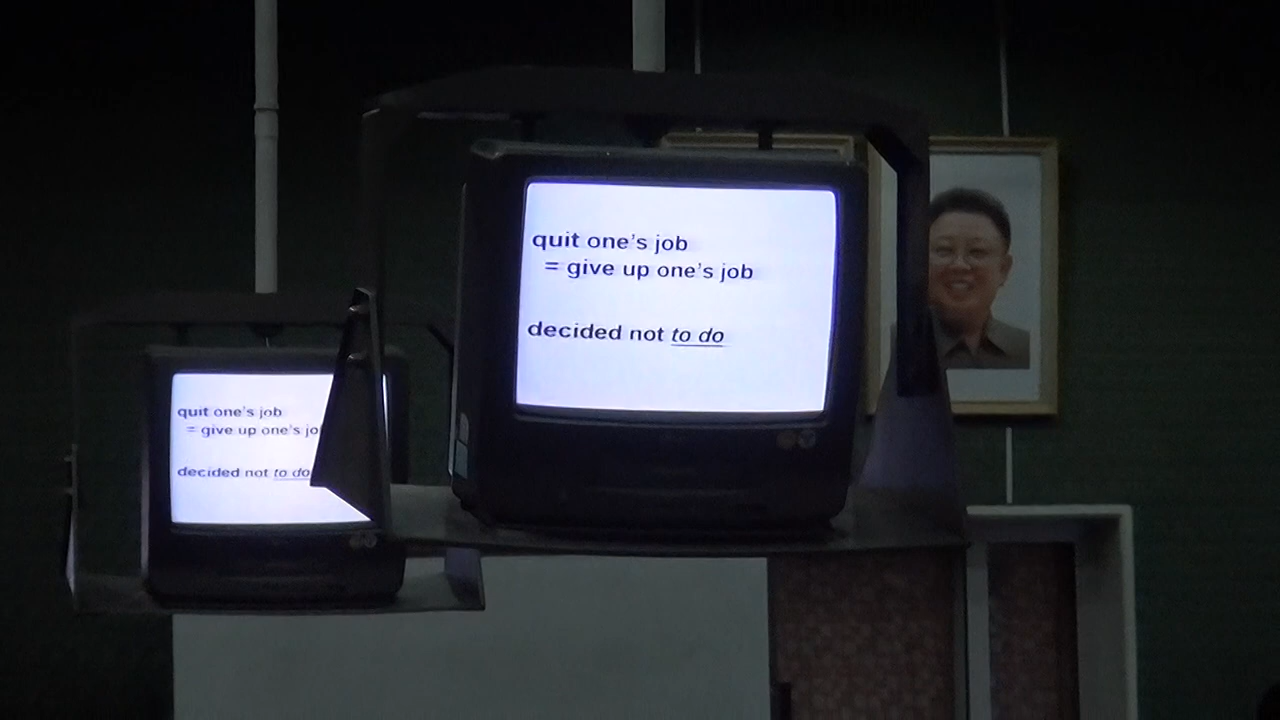 quit one's job
= give up one's job
decided not to do
quit one's job
= give up one's jo
decided not to do